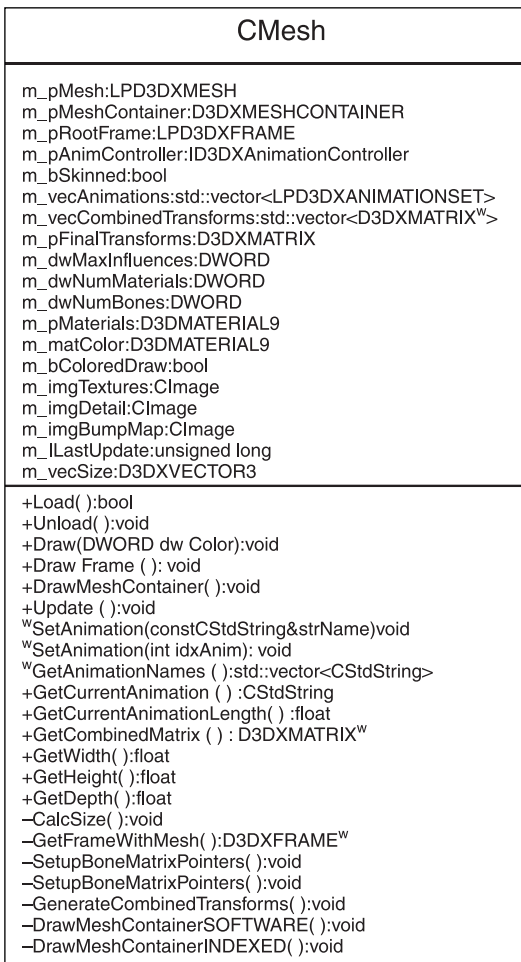 CMesh
m_pMesh:LPD3DXMESH
m_pMeshContainer:D3DXMESHCONTAINER
m_pRootFrame:LPD3DXFRAME
m_pAnimController:ID3DXAnimationController
m_bSkinned:bool
m_vecAnimations:std::vector<LPD3DXANIMATIONSET>
m_vecCombinedTransforms:std::vector<D3DXMATRIXʷ>
m_pFinalTransforms:D3DXMATRIX
m_dwMaxInfluences:DWORD
m_dwNumMaterials:DWORD
m_dwNumBones:DWORD
m_pMaterials:D3DMATERIAL9
m_matColor:D3DMATERIAL9
m_bColoredDraw:bool
m_imgTextures:CImage
m_imgDetail:CImage
m_imgBumpMap:CImage
m_lLastUpdate:unsigned long
m_vecSize:D3DXVECTOR3
+Load( ):bool
+Unload( ):void
+Draw(DWORD dw Color):void
+Draw Frame ( ): void
+DrawMeshContainer( ):void
+Update ( ):void
ʷSetAnimation(constCStdString&strName)void
ʷSetAnimation(int idxAnim): void
ʷGetAnimationNames ( ):std::vector<CStdString>
+GetCurrentAnimation ( ) :CStdString
+GetCurrentAnimationLength( ) :float
+GetCombinedMatrix ( ) : D3DXMATRIXʷ
+GetWidth( ):float
+GetHeight( ):float
+GetDepth( ):float
–CalcSize( ):void
–GetFrameWithMesh( ):D3DXFRAMEʷ
–SetupBoneMatrixPointers( ):void
–SetupBoneMatrixPointers( ):void
–GenerateCombinedTransforms( ):void
–DrawMeshContainerSOFTWARE( ):void
–DrawMeshContainerINDEXED( ):void